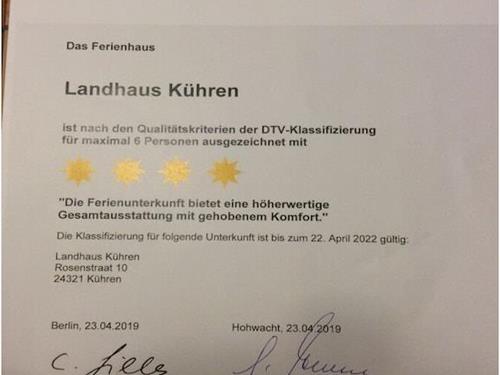 Das Ferienhaus
Landhaus Kühren
ist nach den Qualitätskriterien der DTV-Klassifizierung
für maximal 6 Personen ausgezeichnet mit
"Die Ferienunterkunft bietet eine höherwertige
Gesamtausstattung mit gehobenem Komfort."
Die Klassifizierung für folgende Unterkunft ist bis zum 22. April 2022 gültig:
Landhaus Kühren
Rosenstraat 10
24321 Kühren
Berlin, 23.04.2019 Hohwacht, 23.04.2019